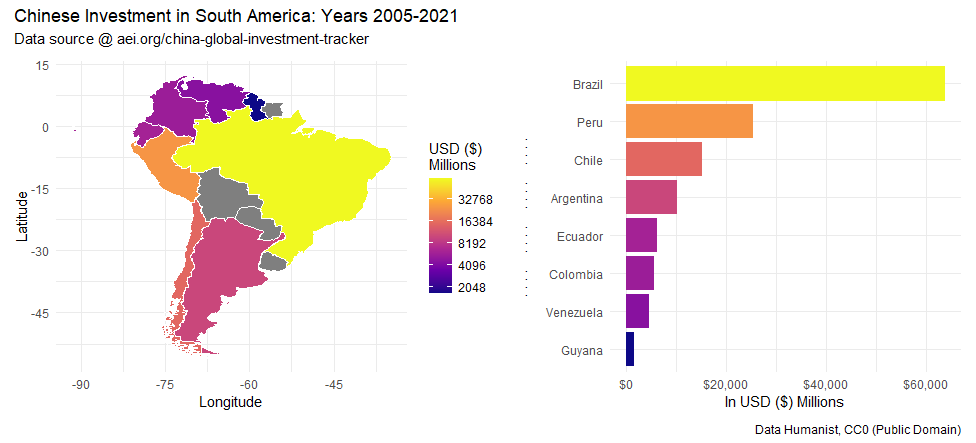 Chinese Investment in South America: Years 2005-2021
Data source @ aei.org/china-global-investment-tracker
15
0
-15
-30
-45
Latitude
-90
-75
-60
-45
Longitude
USD ($)
Millions
32768
16384
8192
4096
2048
Brazil
Peru
Chile
Argentina
Ecuador
Colombia
Venezuela
Guyana
$0
$20,000
$40,000
$60,000
In USD ($) Millions
Data Humanist, CC0 (Public Domain)